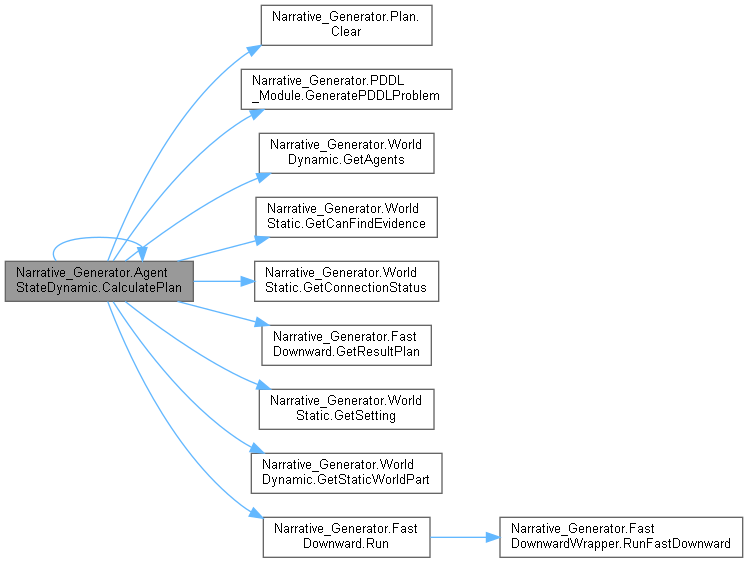 Narrative_Generator.Plan.
Clear
Narrative_Generator.PDDL
_Module.GeneratePDDLProblem
Narrative_Generator.World
Dynamic.GetAgents
Narrative_Generator.World
Static.GetCanFindEvidence
Narrative_Generator.Agent
StateDynamic.CalculatePlan
Narrative_Generator.World
Static.GetConnectionStatus
Narrative_Generator.Fast
Downward.GetResultPlan
Narrative_Generator.World
Static.GetSetting
Narrative_Generator.World
Dynamic.GetStaticWorldPart
Narrative_Generator.Fast
Downward.Run
Narrative_Generator.Fast
DownwardWrapper.RunFastDownward